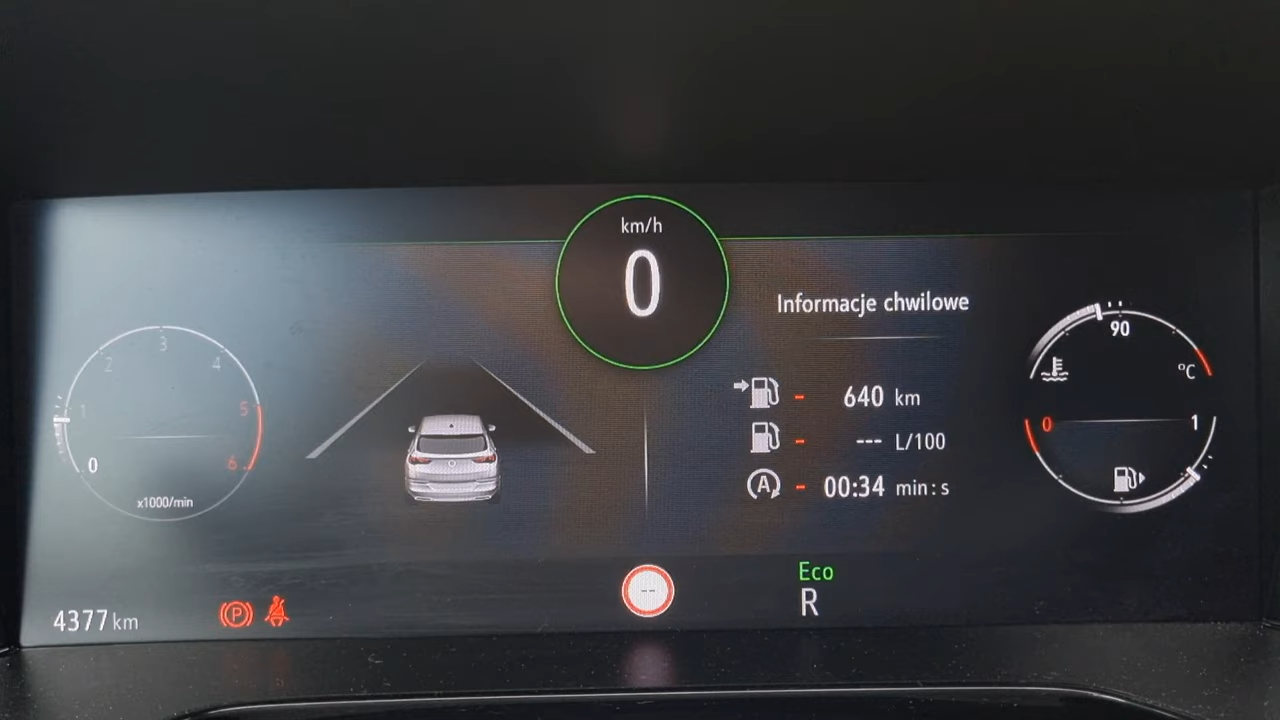 km/h
0
Informacje chwilowe
640 km
--- L/100
A 00:34 min:s
0
1
2
3
4
5
6
x1000/min
90
°C
0
1
Eco
R
--
4377 km
P